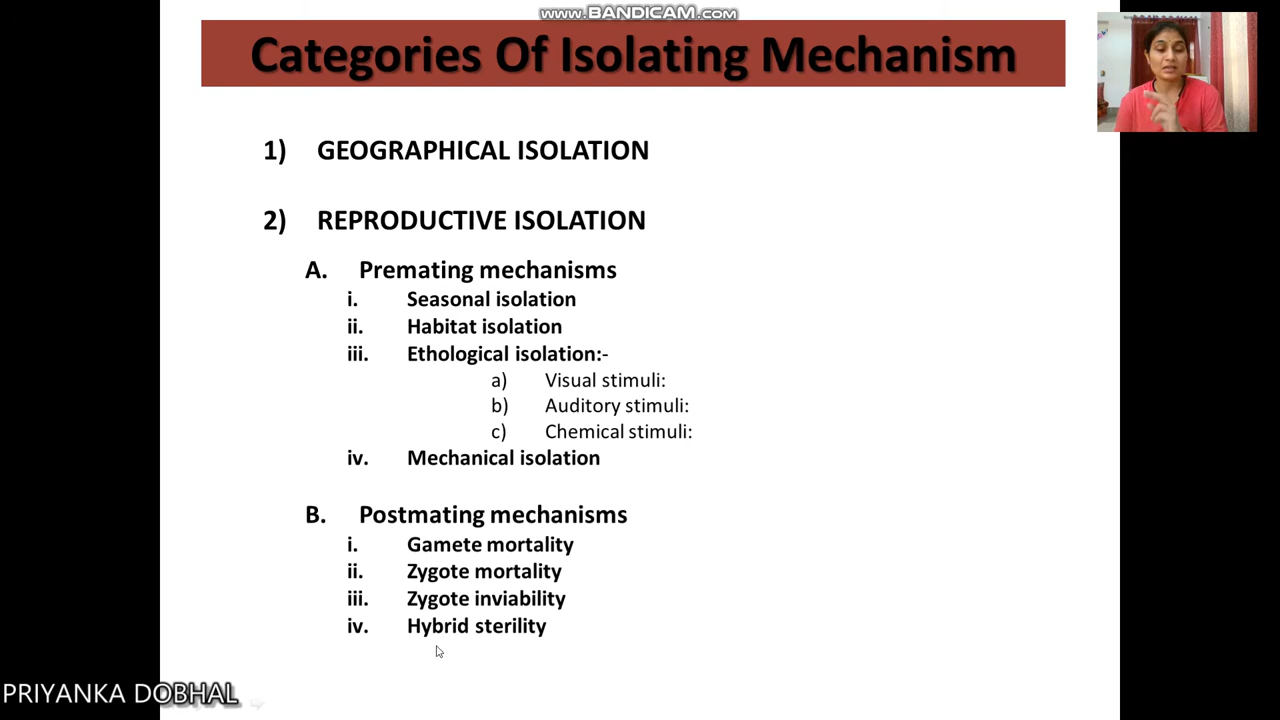 WWW.BANDICAM.COM
Categories Of Isolating Mechanism
1) GEOGRAPHICAL ISOLATION
2) REPRODUCTIVE ISOLATION
A. Premating mechanisms
i. Seasonal isolation
ii. Habitat isolation
iii. Ethological isolation:-
a) Visual stimuli:
b) Auditory stimuli:
c) Chemical stimuli:
iv. Mechanical isolation
B. Postmating mechanisms
i. Gamete mortality
ii. Zygote mortality
iii. Zygote inviability
iv. Hybrid sterility
PRIYANKA DOBHAL